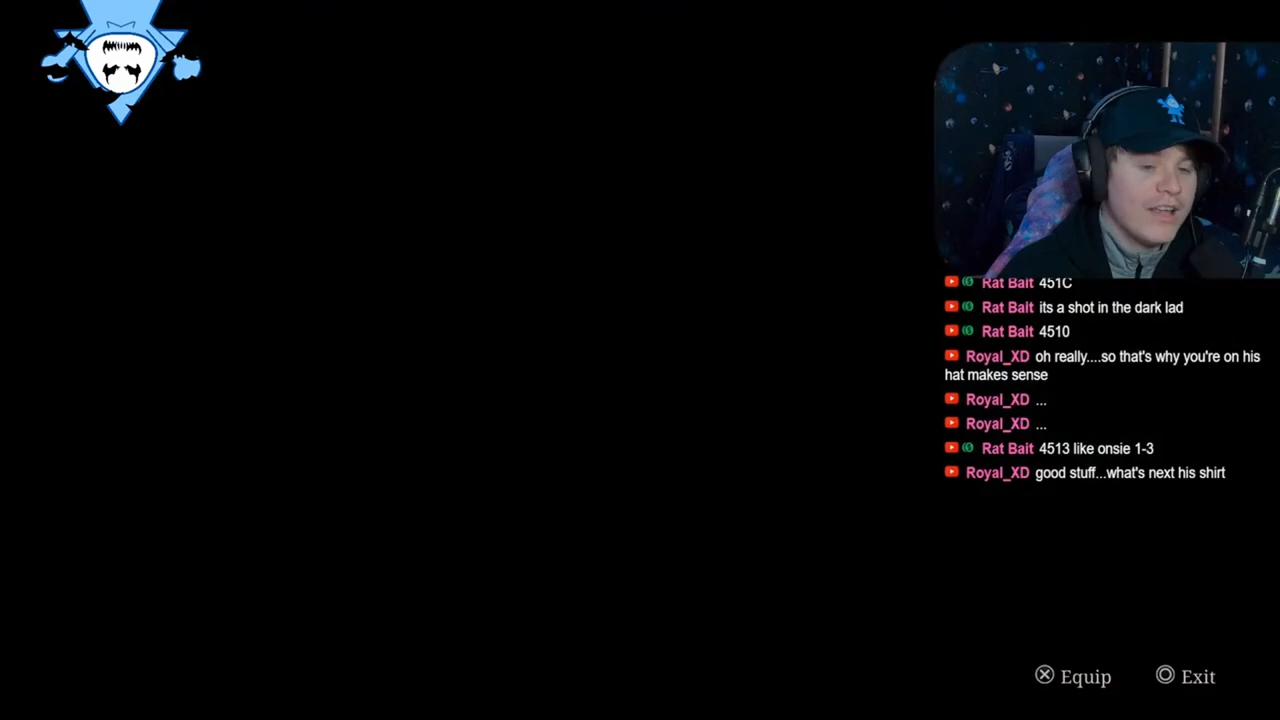 Rat Bait 451C
Rat Bait its a shot in the dark lad
Rat Bait 4510
Royal_XD oh really....so that's why you're on his
hat makes sense
Royal_XD ...
Royal_XD ...
Rat Bait 4513 like onsie 1-3
Royal_XD good stuff...what's next his shirt
Equip Exit